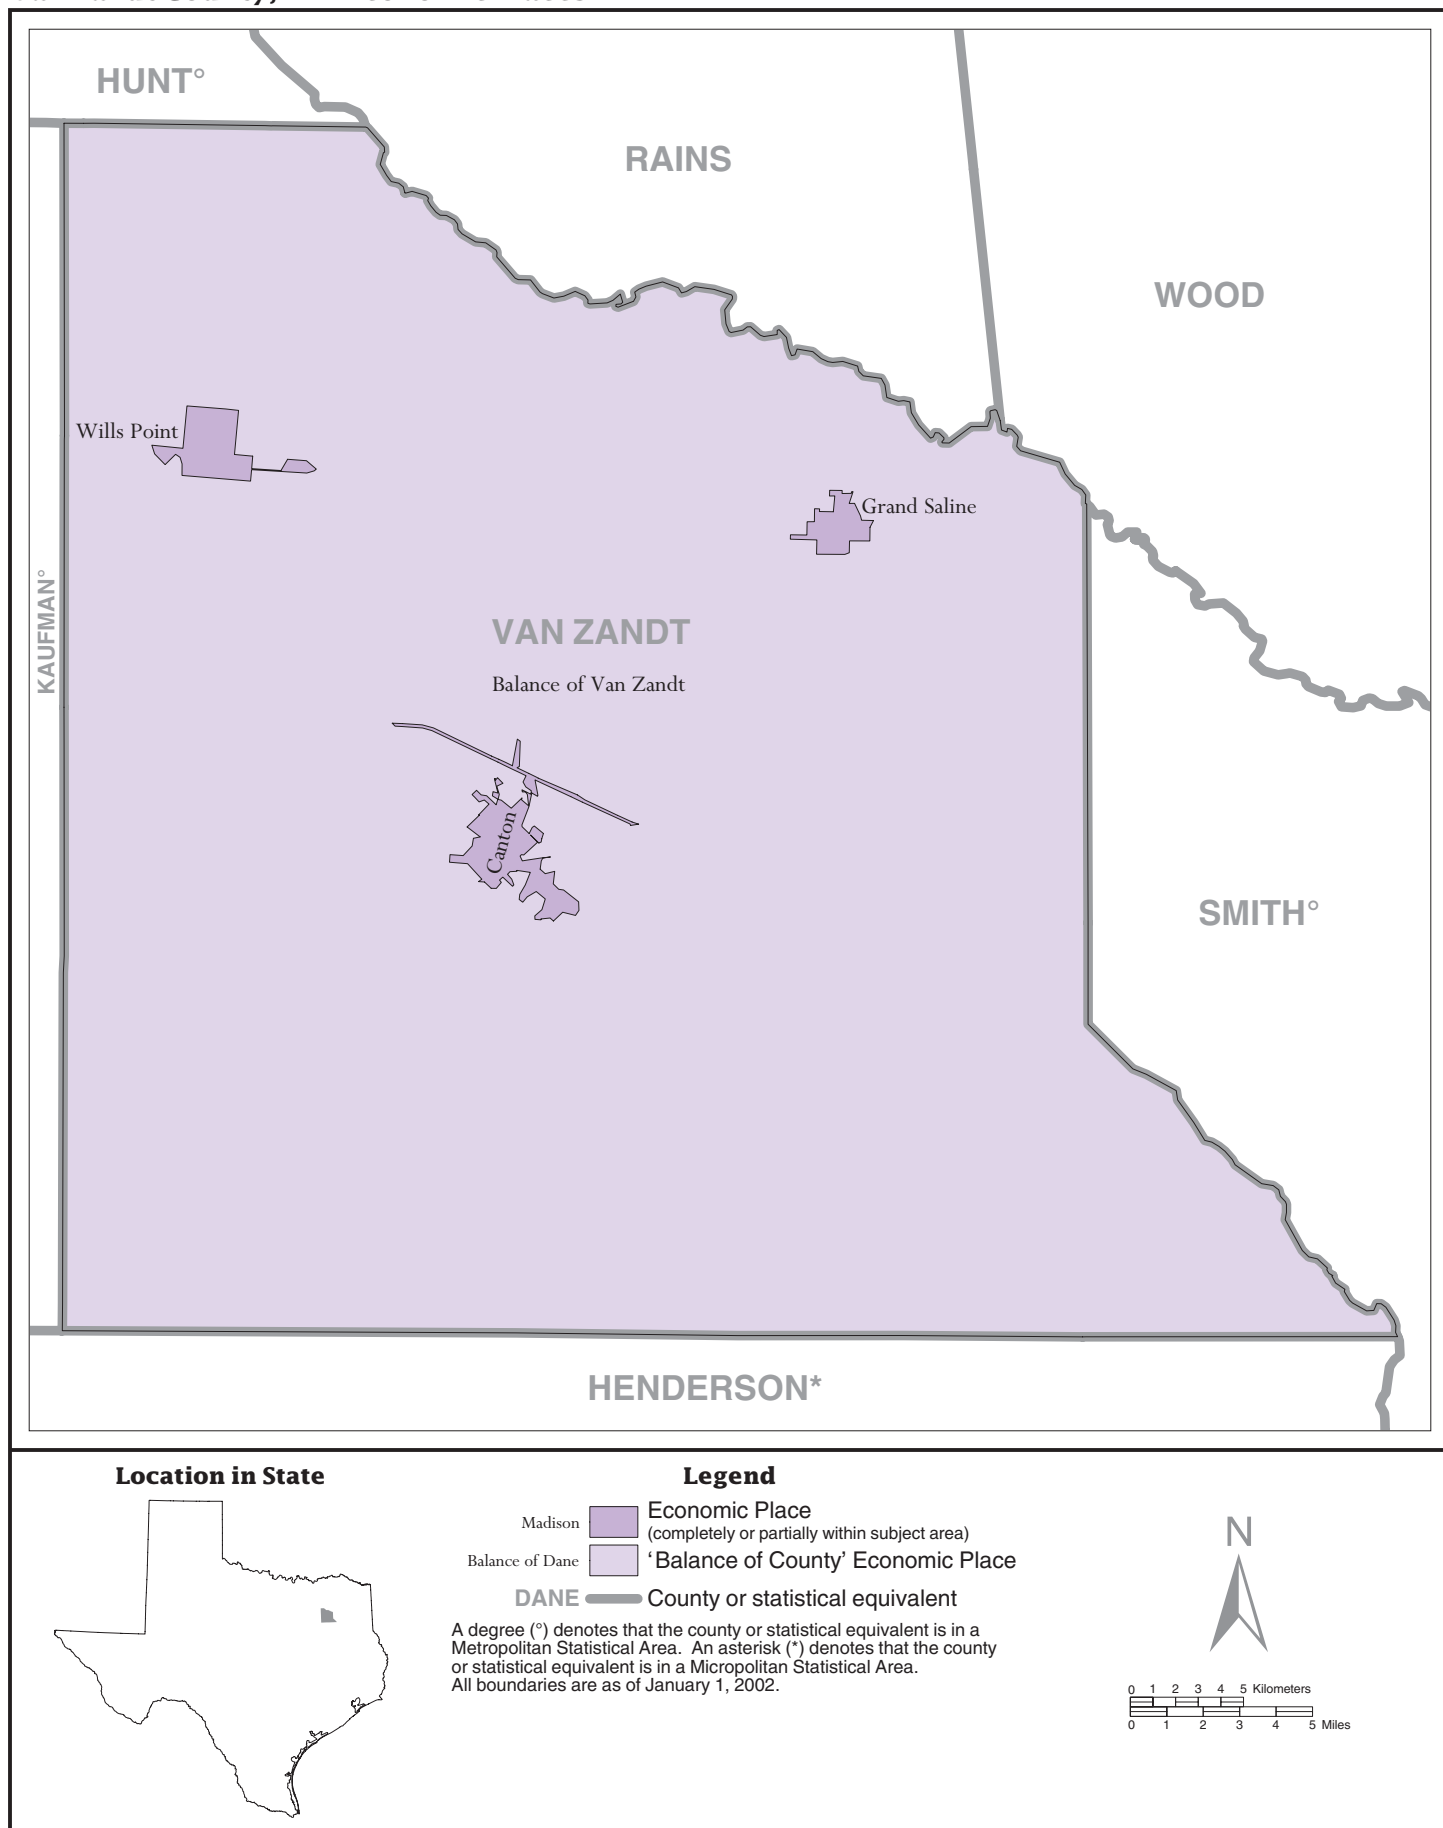 HUNT°
RAINS
WOOD
Wills Point
Grand Saline
KAUFMAN°
VAN ZANDT
Balance of Van Zandt
Canton
SMITH°
HENDERSON*
Location in State
Legend
Madison
Economic Place
(completely or partially within subject area)
Balance of Dane
‘Balance of County’ Economic Place
DANE
County or statistical equivalent
A degree (°) denotes that the county or statistical equivalent is in a
Metropolitan Statistical Area. An asterisk (*) denotes that the county
or statistical equivalent is in a Micropolitan Statistical Area.
All boundaries are as of January 1, 2002.
N
0 1 2 3 4 5 Kilometers
0 1 2 3 4 5 Miles